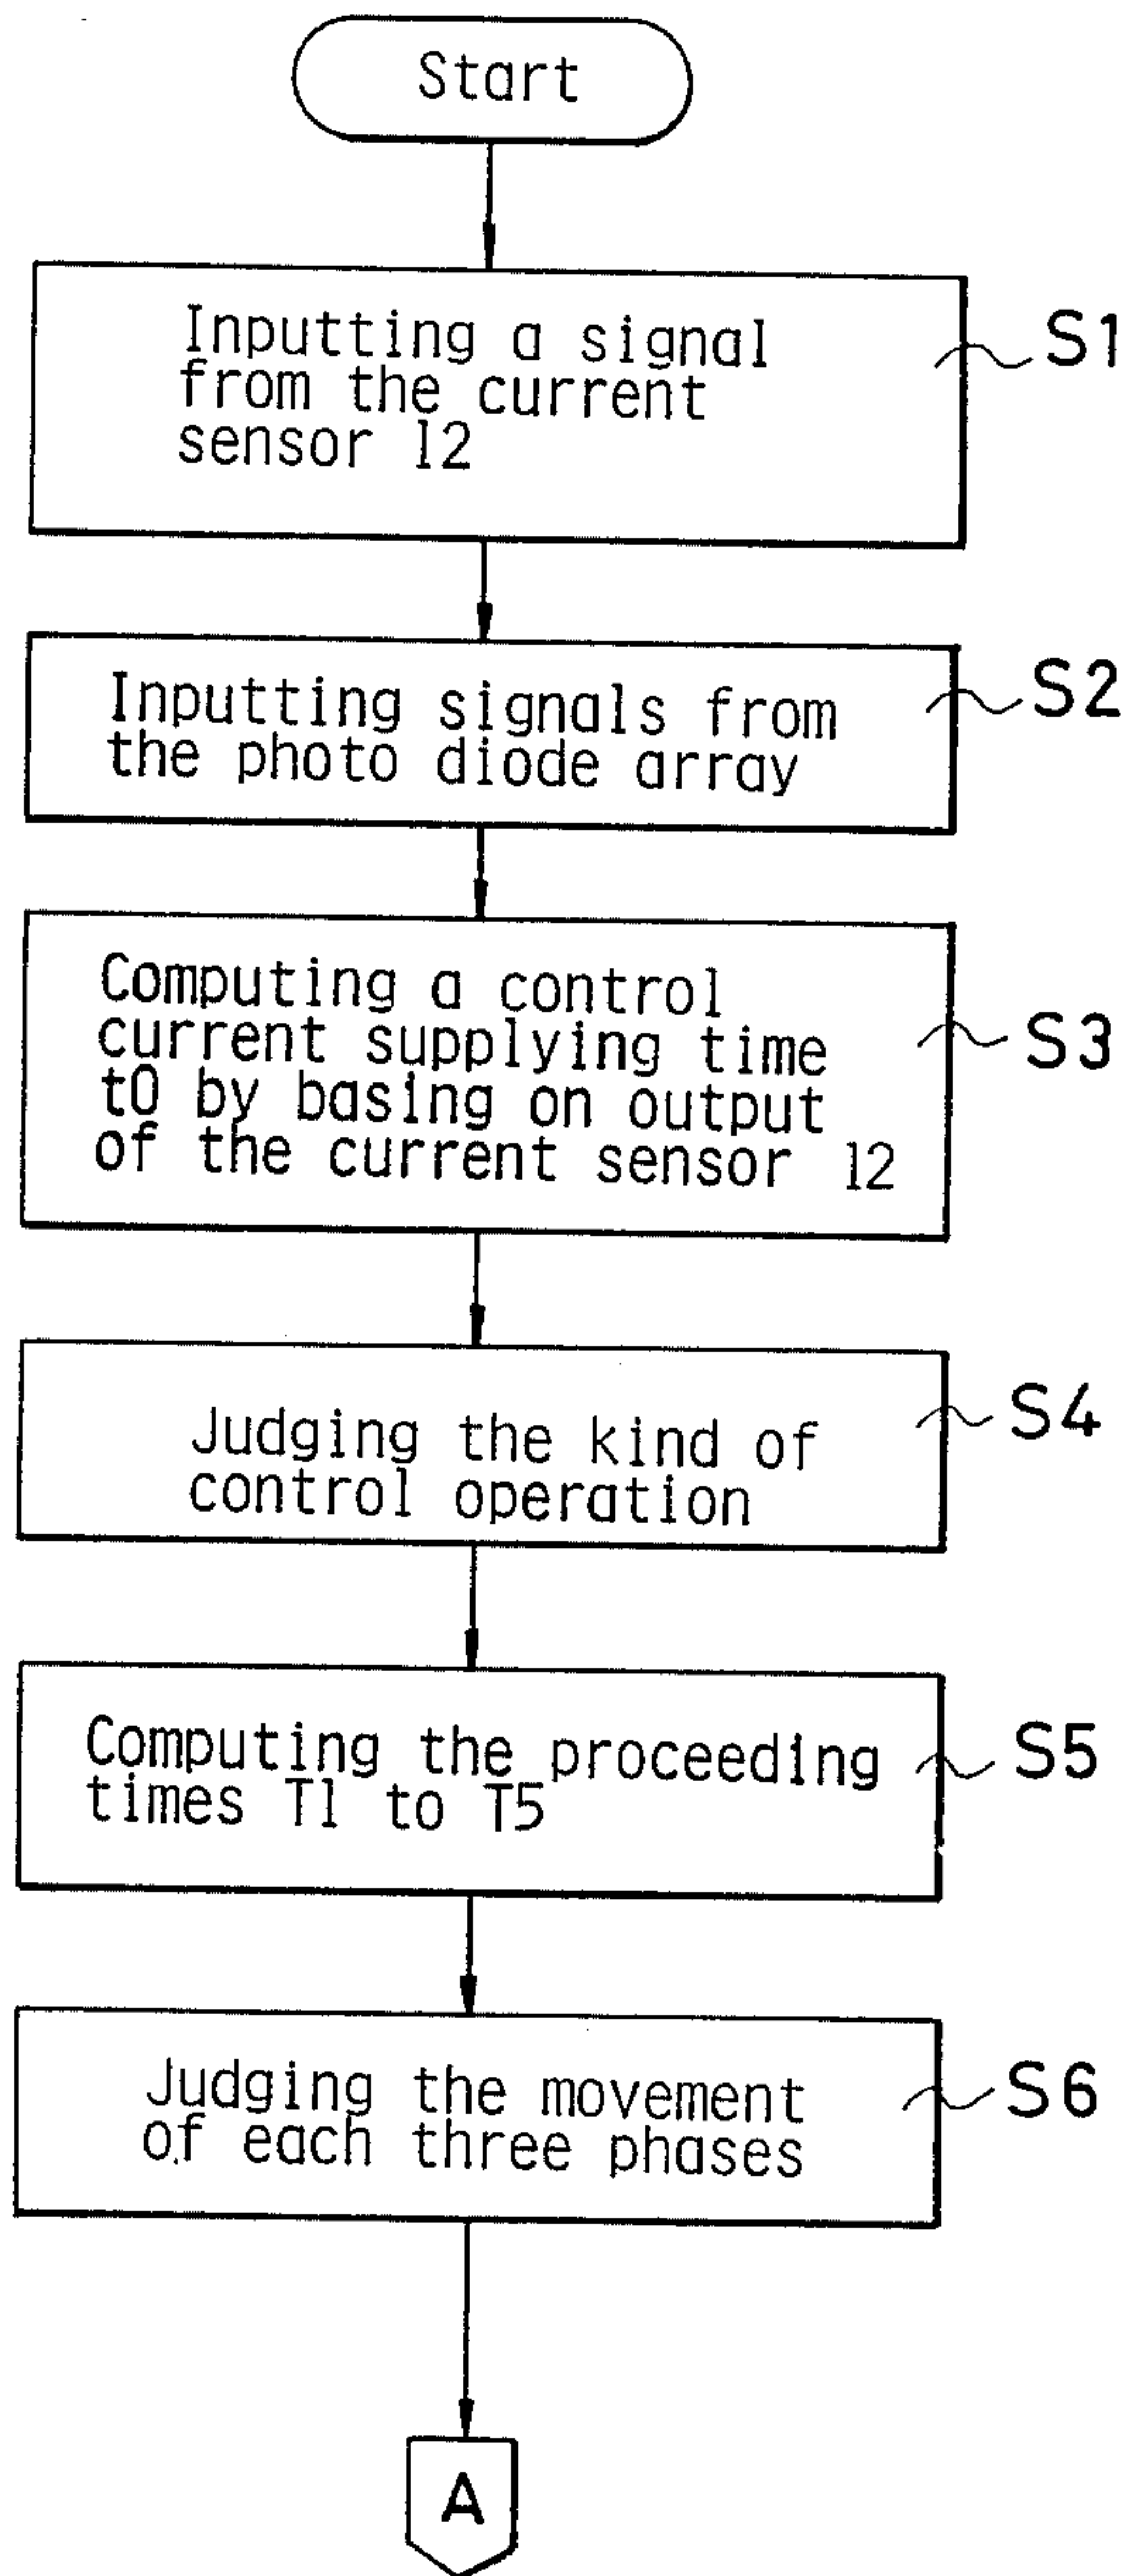 Start
Inputting a signal
from the current
sensor 12
S1
Inputting signals from
the photo diode array
S2
Computing a control
current supplying time
t0 by basing on output
of the current sensor 12
S3
Judging the kind of
control operation
S4
Computing the proceeding
times T1 to T5
S5
Judging the movement
of each three phases
S6
A